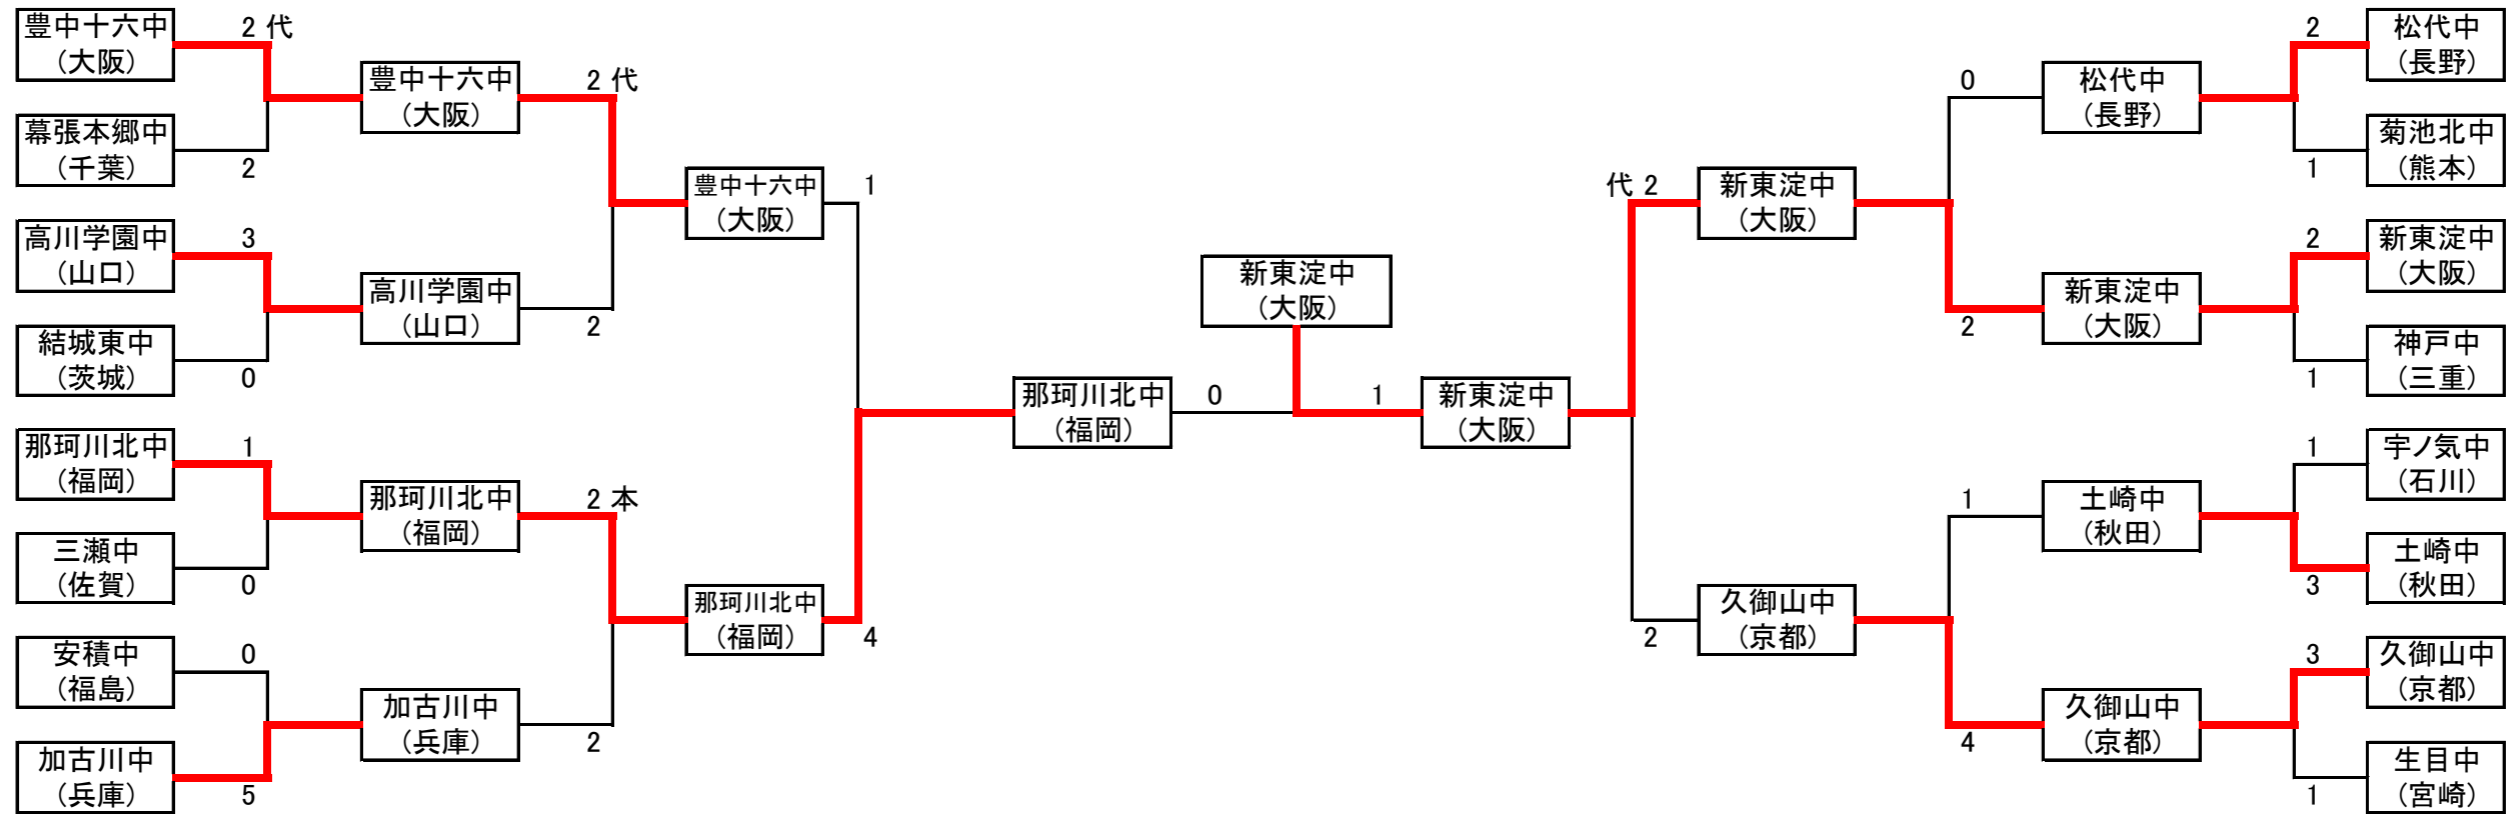 豊中十六中
(大阪)
2 代
幕張本郷中
(千葉)
2
高川学園中
(山口)
3
結城東中
(茨城)
0
那珂川北中
(福岡)
1
三瀬中
(佐賀)
0
安積中
(福島)
0
加古川中
(兵庫)
5
豊中十六中
(大阪)
2 代
高川学園中
(山口)
2
那珂川北中
(福岡)
2 本
加古川中
(兵庫)
2
豊中十六中
(大阪)
1
那珂川北中
(福岡)
4
那珂川北中
(福岡)
0
新東淀中
(大阪)
1
新東淀中
(大阪)
代 2
新東淀中
(大阪)
2
久御山中
(京都)
0
松代中
(長野)
2
新東淀中
(大阪)
1
土崎中
(秋田)
4
久御山中
(京都)
2
松代中
(長野)
1
菊池北中
(熊本)
2
新東淀中
(大阪)
1
神戸中
(三重)
1
宇ノ気中
(石川)
3
土崎中
(秋田)
3
久御山中
(京都)
1
生目中
(宮崎)